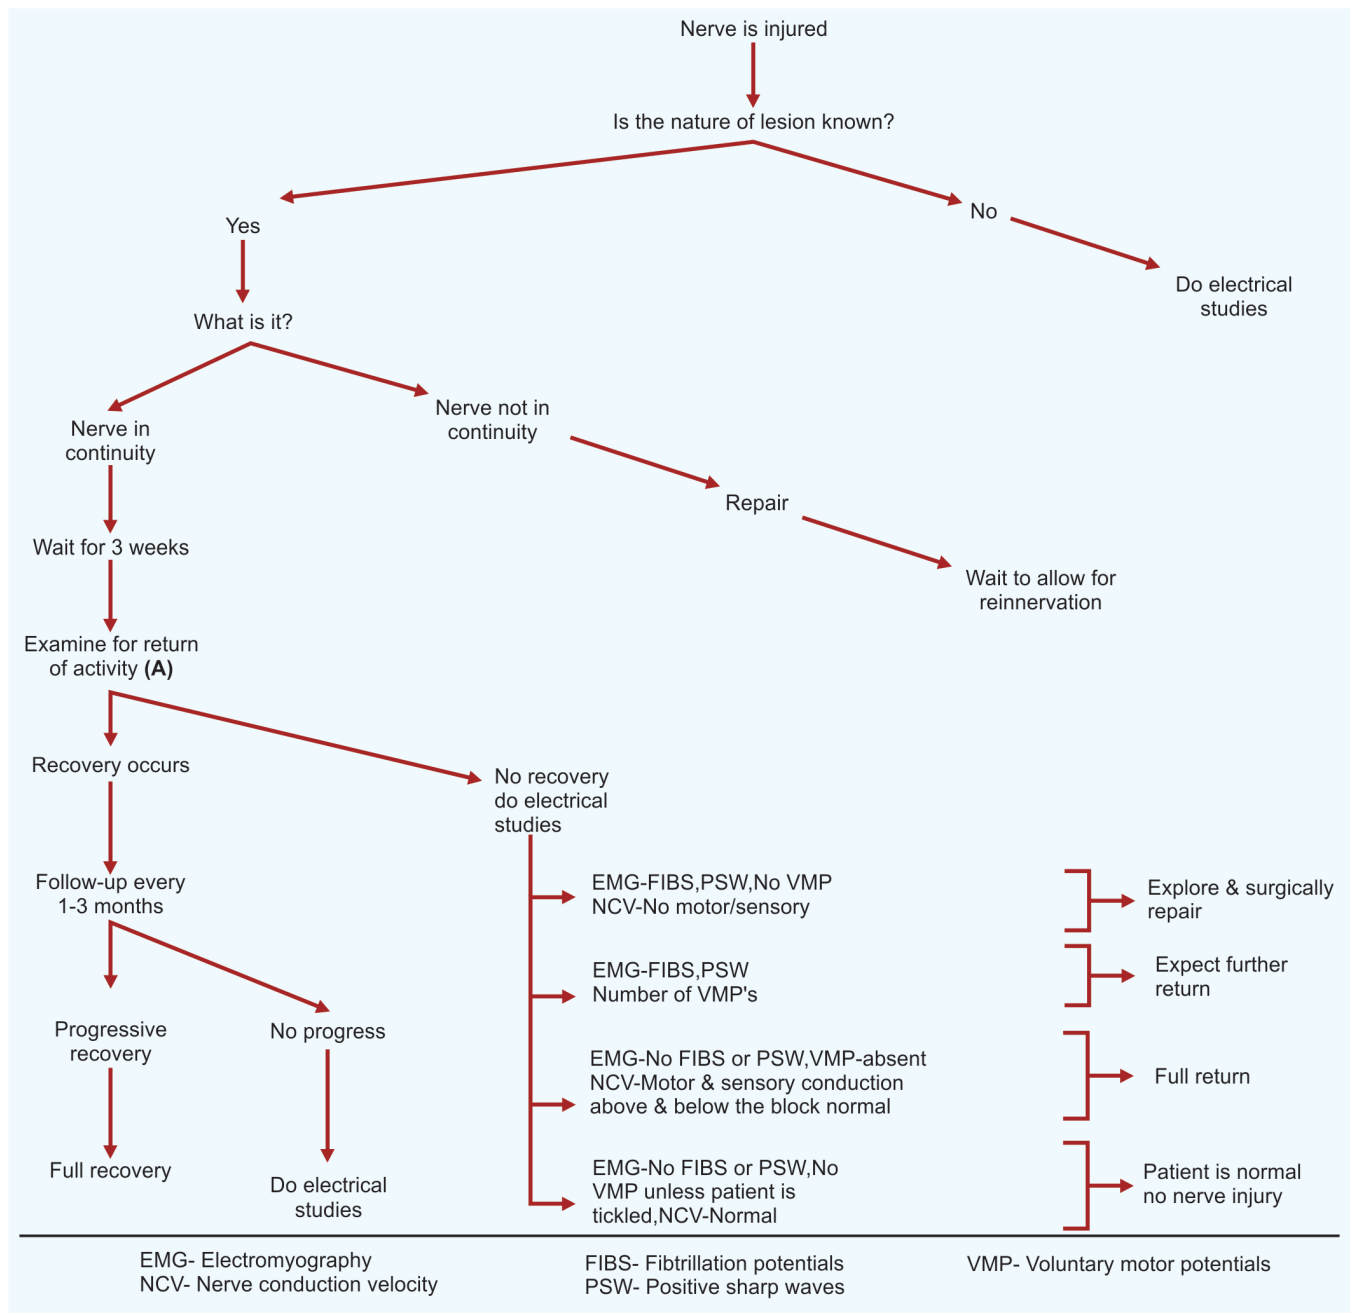 Nerve is injured
Is the nature of lesion known?
Yes
No
Do electrical
studies
What is it?
Nerve in
continuity
Nerve not in
continuity
Repair
Wait to allow for
reinnervation
Wait for 3 weeks
Examine for return
of activity (A)
Recovery occurs
No recovery
do electrical
studies
Follow-up every
1-3 months
Progressive
recovery
No progress
Full recovery
Do electrical
studies
EMG-FIBS,PSW,No VMP
NCV-No motor/sensory
Explore & surgically
repair
EMG-FIBS,PSW
Number of VMP's
Expect further
return
EMG-No FIBS or PSW,VMP-absent
NCV-Motor & sensory conduction
above & below the block normal
Full return
EMG-No FIBS or PSW,No
VMP unless patient is
tickled,NCV-Normal
Patient is normal
no nerve injury
EMG- Electromyography
NCV- Nerve conduction velocity
FIBS- Fibtrillation potentials
PSW- Positive sharp waves
VMP- Voluntary motor potentials